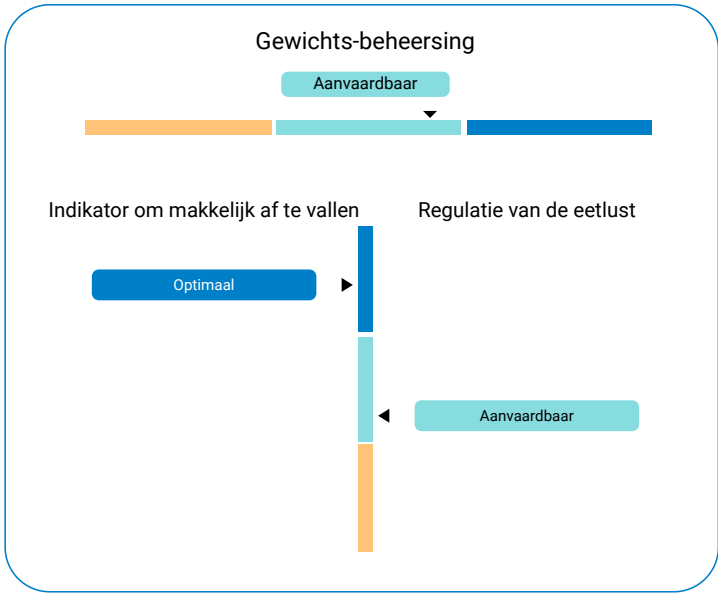 Gewichts-beheersing
Aanvaardbaar
Indikator om makkelijk af te vallen
Regulatie van de eetlust
Optimaal
Aanvaardbaar